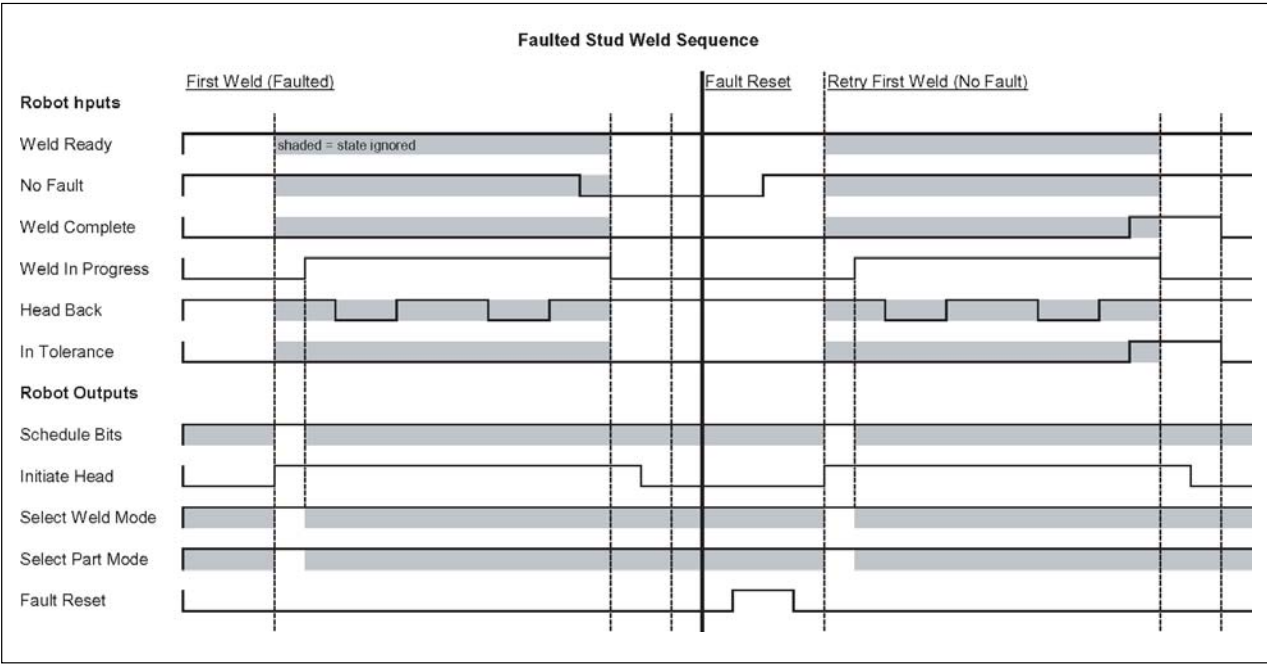 Faulted Stud Weld Sequence
First Weld (Faulted)
Fault Reset
Retry First Weld (No Fault)
Robot hputs
Weld Ready
shaded = state ignored
No Fault
Weld Complete
Weld In Progress
Head Back
In Tolerance
Robot Outputs
Schedule Bits
Initiate Head
Select Weld Mode
Select Part Mode
Fault Reset